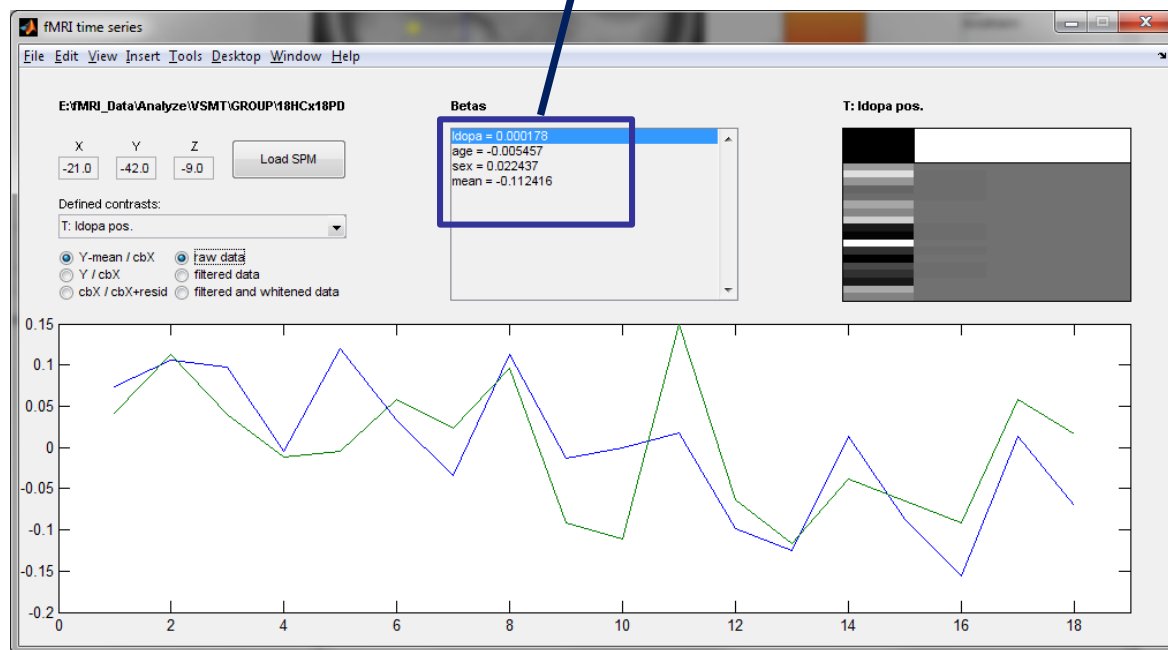 fMRI time series
File Edit View Insert Tools Desktop Window Help
E:\fMRI_Data\Analyze\VSMT\GROUP\18HCx18PD
Betas
T: ldopa pos.
X Y Z
-21.0 -42.0 -9.0
Load SPM
ldopa = 0.000178
age = -0.005457
sex = 0.022437
mean = -0.112416
Defined contrasts:
T: ldopa pos.
Y-mean / cbX raw data
Y / cbX filtered data
cbX / cbX+resid filtered and whitened data
0.15
0.1
0.05
0
-0.05
-0.1
-0.15
-0.2
0 2 4 6 8 10 12 14 16 18